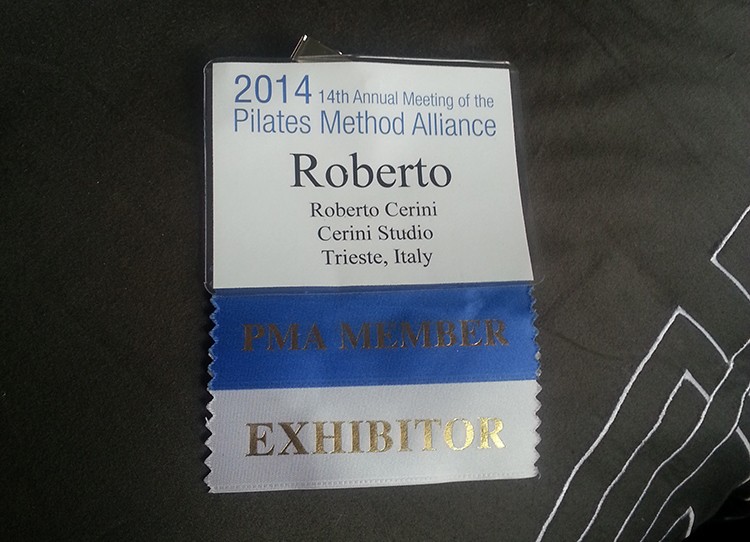 2014 14th Annual Meeting of the
Pilates Method Alliance
Roberto
Roberto Cerini
Cerini Studio
Trieste, Italy
PMA MEMBER
EXHIBITOR